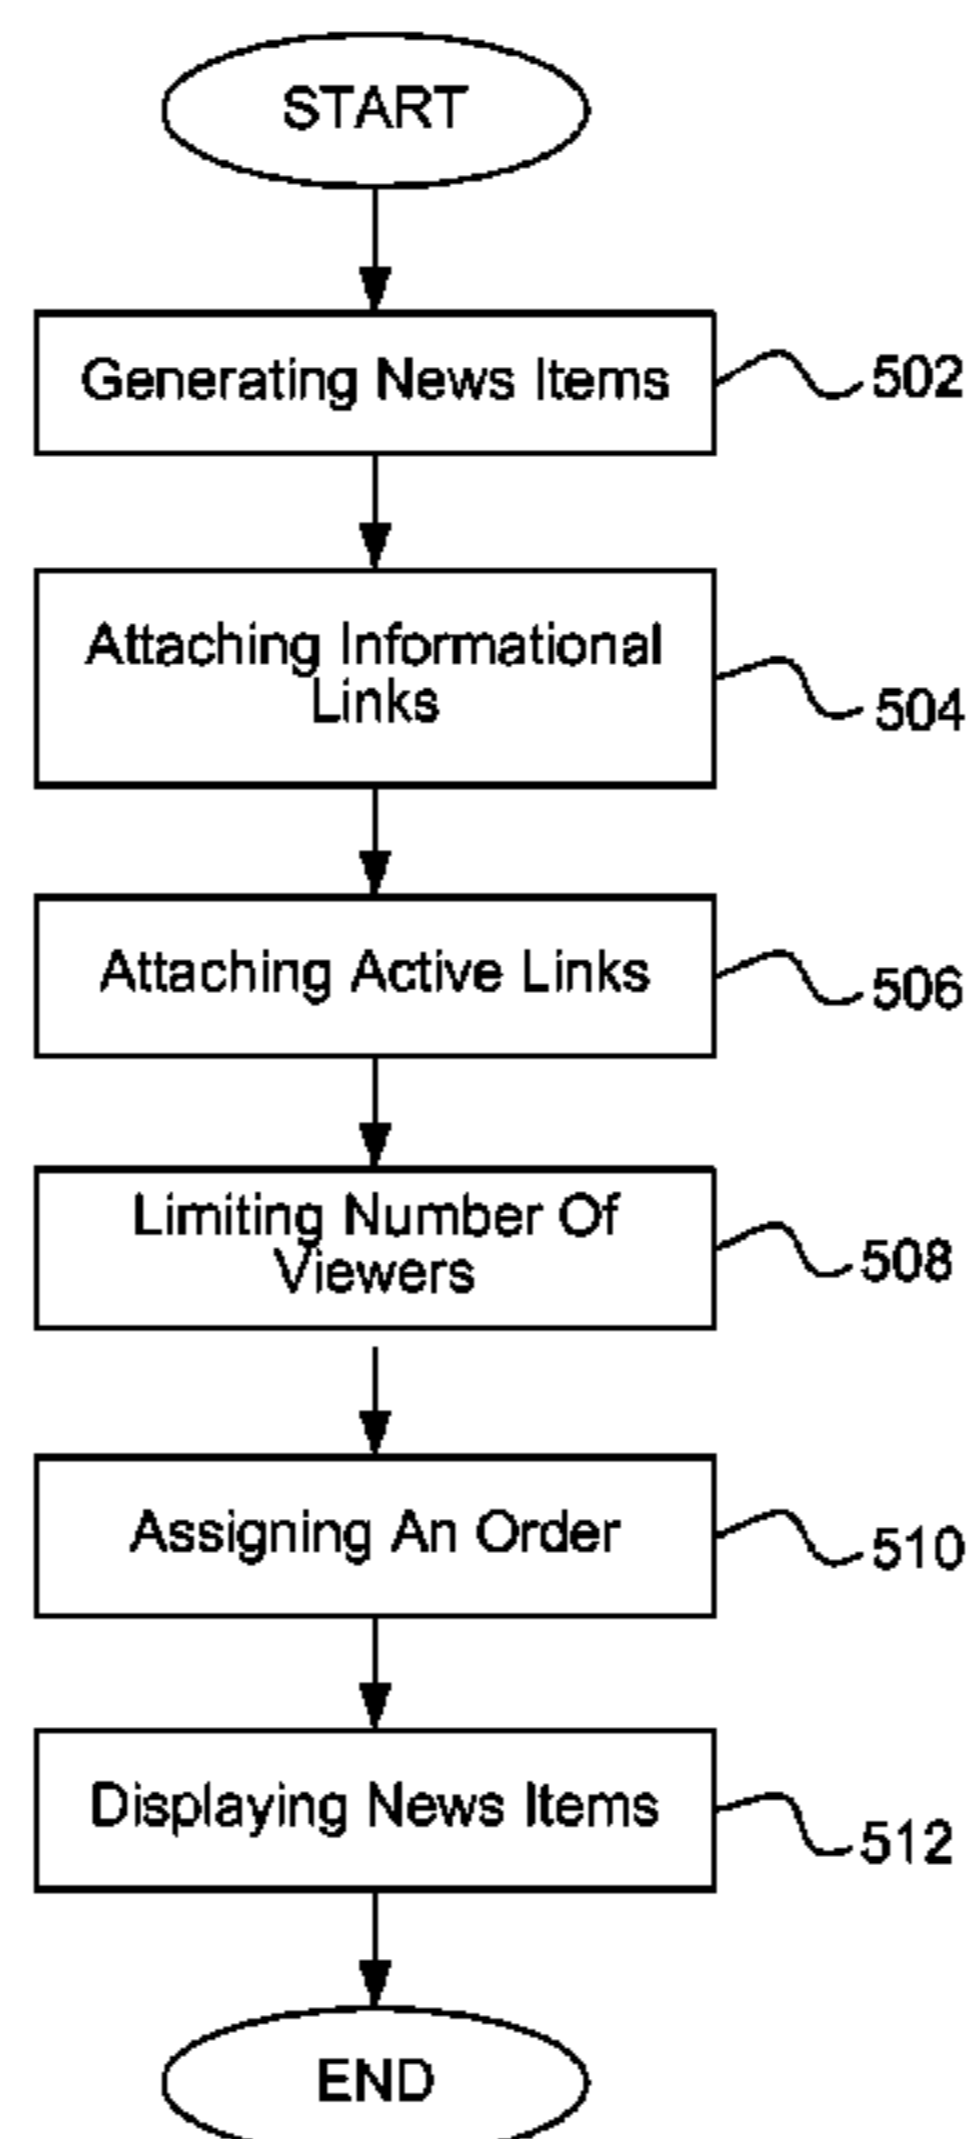 START
Generating News Items
502
Attaching Informational
Links
504
Attaching Active Links
506
Limiting Number Of
Viewers
508
Assigning An Order
510
Displaying News Items
512
END